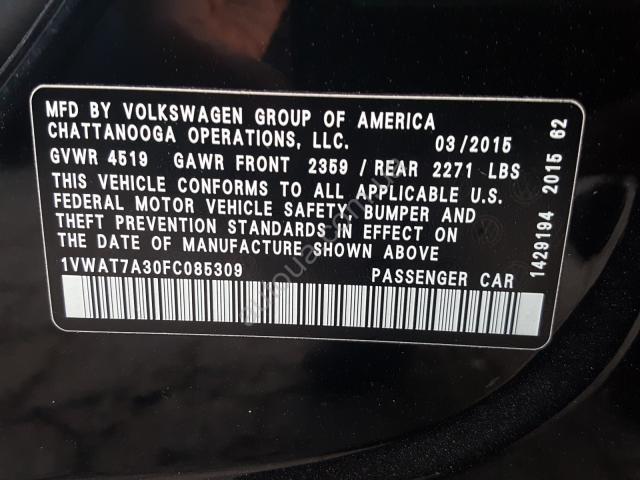 MFD BY VOLKSWAGEN GROUP OF AMERICA
CHATTANOOGA OPERATIONS, LLC. 03/2015
GVWR 4519 GAWR FRONT 2359 / REAR 2271 LBS
THIS VEHICLE CONFORMS TO ALL APPLICABLE U.S.
FEDERAL MOTOR VEHICLE SAFETY, BUMPER AND
THEFT PREVENTION STANDARDS IN EFFECT ON
THE DATE OF MANUFACTURE SHOWN ABOVE
1VWAT7A30FC085309 PASSENGER CAR
1429194 2015 62